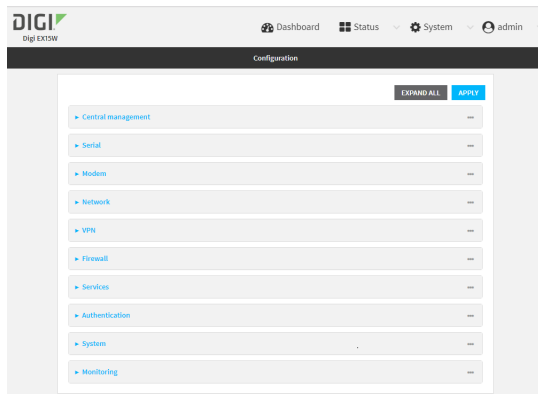 DIGI
Digi EX15W
Dashboard Status System admin
Configuration
EXPAND ALL APPLY
Central management
Serial
Modem
Network
VPN
Firewall
Services
Authentication
System
Monitoring